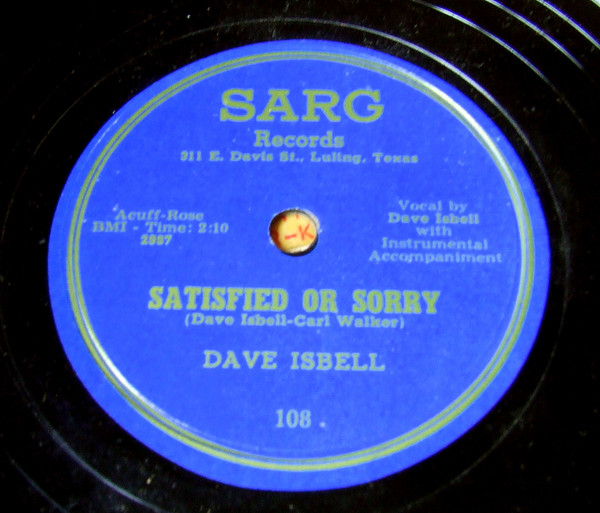 SARG
Records
911 E. Davis St., Luling, Texas
Acuff-Rose
BMI - Time: 2:10
2987
Vocal by
Dave Isbell
with
Instrumental
Accompaniment
-K
SATISFIED OR SORRY
(Dave Isbell-Carl Walker)
DAVE ISBELL
108 .